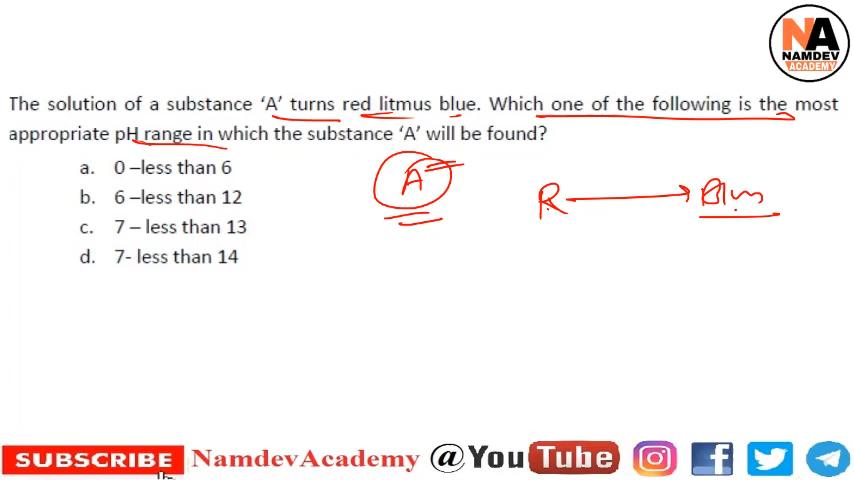 NA
NAMDEV
ACADEMY
The solution of a substance ‘A’ turns red litmus blue. Which one of the following is the most
appropriate pH range in which the substance ‘A’ will be found?
a. 0 –less than 6
b. 6 –less than 12
c. 7 – less than 13
d. 7- less than 14
A
R
SUBSCRIBE NamdevAcademy @YouTube